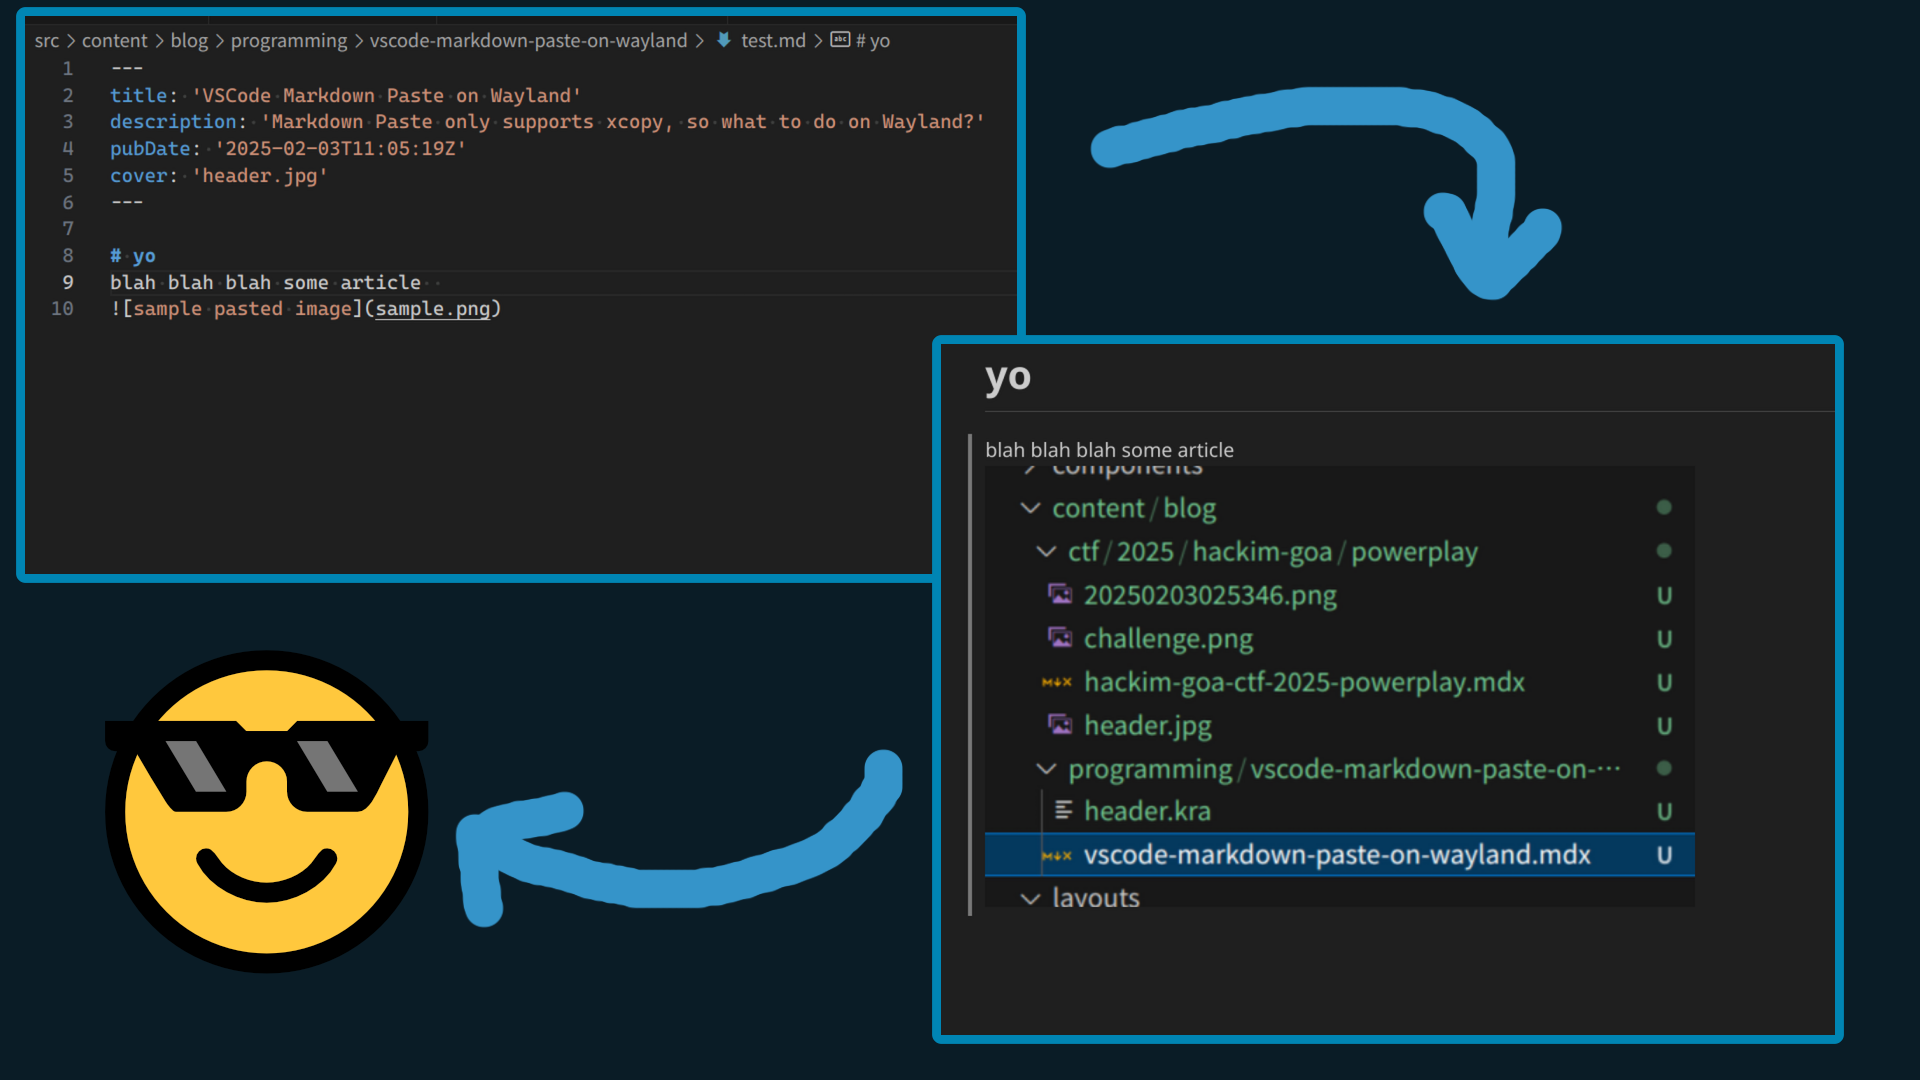 src > content > blog > programming > vscode-markdown-paste-on-wayland > test.md > abc # yo
1 ---
2 title: 'VSCode Markdown Paste on Wayland'
3 description: 'Markdown Paste only supports xcopy, so what to do on Wayland?'
4 pubDate: '2025-02-03T11:05:19Z'
5 cover: 'header.jpg'
6 ---
7
8 # yo
9 blah blah blah some article
10 ![sample pasted image](sample.png)
yo
blah blah blah some article
components
content / blog
ctf / 2025 / hackim-goa / powerplay
20250203025346.png U
challenge.png U
M↓X hackim-goa-ctf-2025-powerplay.mdx U
header.jpg U
programming / vscode-markdown-paste-on-···
header.kra U
M↓X vscode-markdown-paste-on-wayland.mdx U
layouts